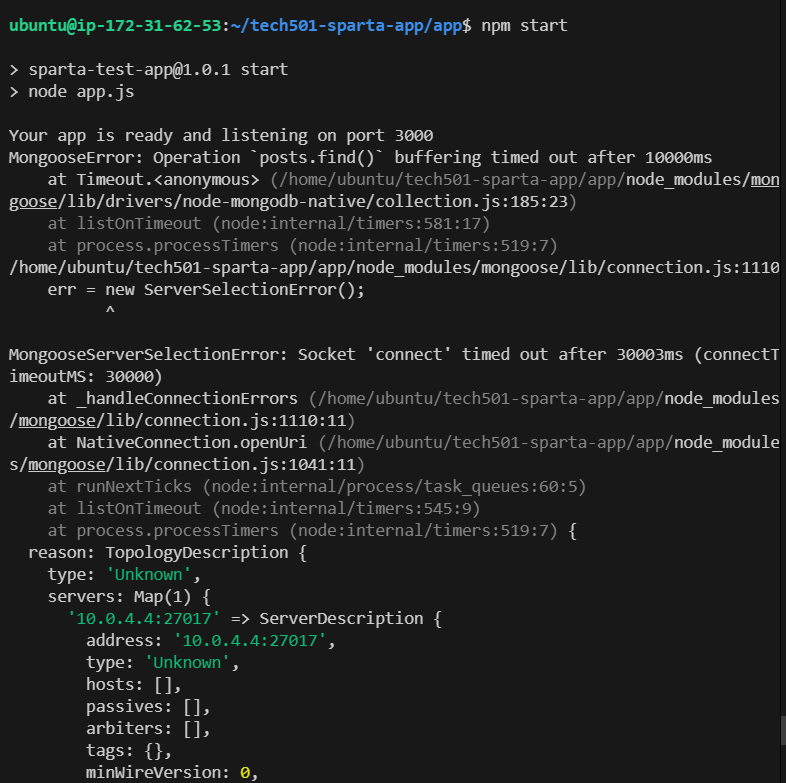 ubuntu@ip-172-31-62-53:~/tech501-sparta-app/app$ npm start
> sparta-test-app@1.0.1 start
> node app.js
Your app is ready and listening on port 3000
MongooseError: Operation `posts.find()` buffering timed out after 10000ms
    at Timeout.<anonymous> (/home/ubuntu/tech501-sparta-app/app/node_modules/mon
goose/lib/drivers/node-mongodb-native/collection.js:185:23)
    at listOnTimeout (node:internal/timers:581:17)
    at process.processTimers (node:internal/timers:519:7)
/home/ubuntu/tech501-sparta-app/app/node_modules/mongoose/lib/connection.js:1110
    err = new ServerSelectionError();
          ^
MongooseServerSelectionError: Socket 'connect' timed out after 30003ms (connectT
imeoutMS: 30000)
    at _handleConnectionErrors (/home/ubuntu/tech501-sparta-app/app/node_modules
/mongoose/lib/connection.js:1110:11)
    at NativeConnection.openUri (/home/ubuntu/tech501-sparta-app/app/node_module
s/mongoose/lib/connection.js:1041:11)
    at runNextTicks (node:internal/process/task_queues:60:5)
    at listOnTimeout (node:internal/timers:545:9)
    at process.processTimers (node:internal/timers:519:7) {
  reason: TopologyDescription {
    type: 'Unknown',
    servers: Map(1) {
      '10.0.4.4:27017' => ServerDescription {
        address: '10.0.4.4:27017',
        type: 'Unknown',
        hosts: [],
        passives: [],
        arbiters: [],
        tags: {},
        minWireVersion: 0,